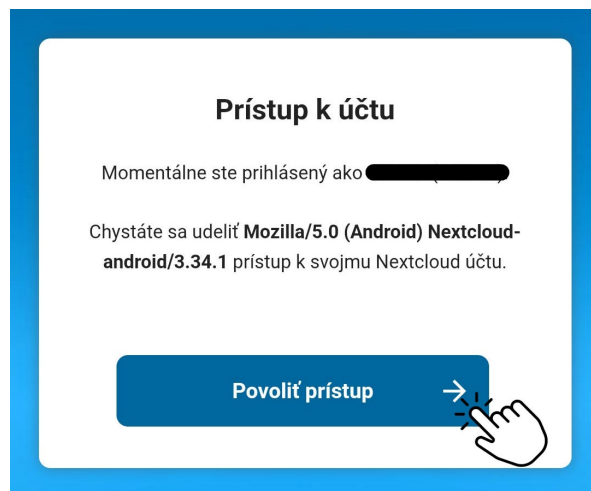 Prístup k účtu
Momentálne ste prihlásený ako
Chystáte sa udeliť Mozilla/5.0 (Android) Nextcloud-
android/3.34.1 prístup k svojmu Nextcloud účtu.
Povoliť prístup